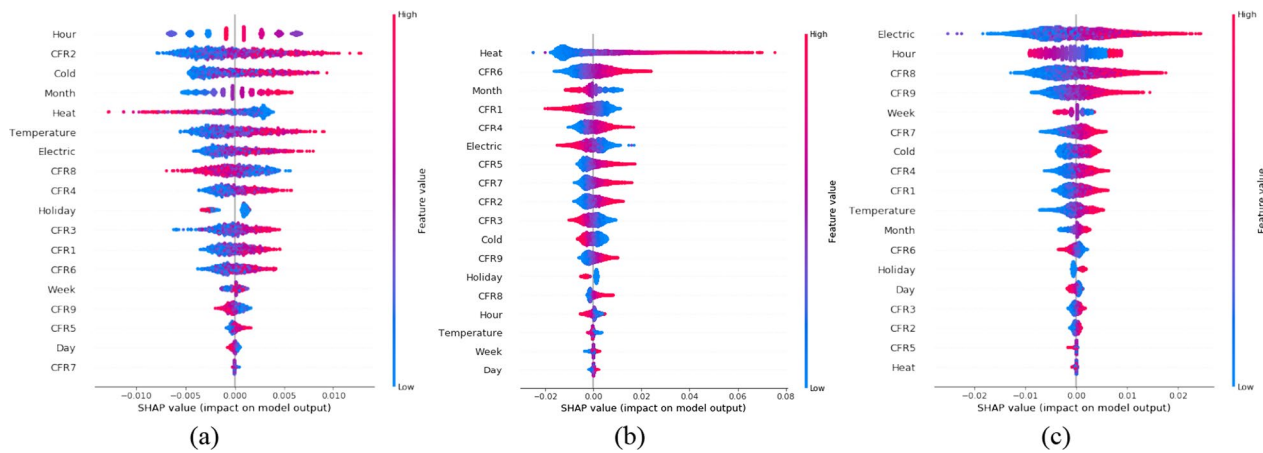 High
Hour
CFR2
Cold
Month
Heat
Temperature
Electric
CFR8
CFR4
Holiday
CFR3
CFR1
CFR6
Week
CFR9
CFR5
Day
CFR7
Feature value
Low
-0.010 -0.005 0.000 0.005 0.010
SHAP value (impact on model output)
(a)
High
Heat
CFR6
Month
CFR1
CFR4
Electric
CFR5
CFR7
CFR2
CFR3
Cold
CFR9
Holiday
CFR8
Hour
Temperature
Week
Day
Feature value
Low
−0.02 0.00 0.02 0.04 0.06 0.08
SHAP value (impact on model output)
(b)
High
Electric
Hour
CFR8
CFR9
Week
CFR7
Cold
CFR4
CFR1
Temperature
Month
CFR6
Holiday
Day
CFR3
CFR2
CFR5
Heat
Feature value
Low
−0.02 −0.01 0.00 0.01 0.02
SHAP value (impact on model output)
(c)